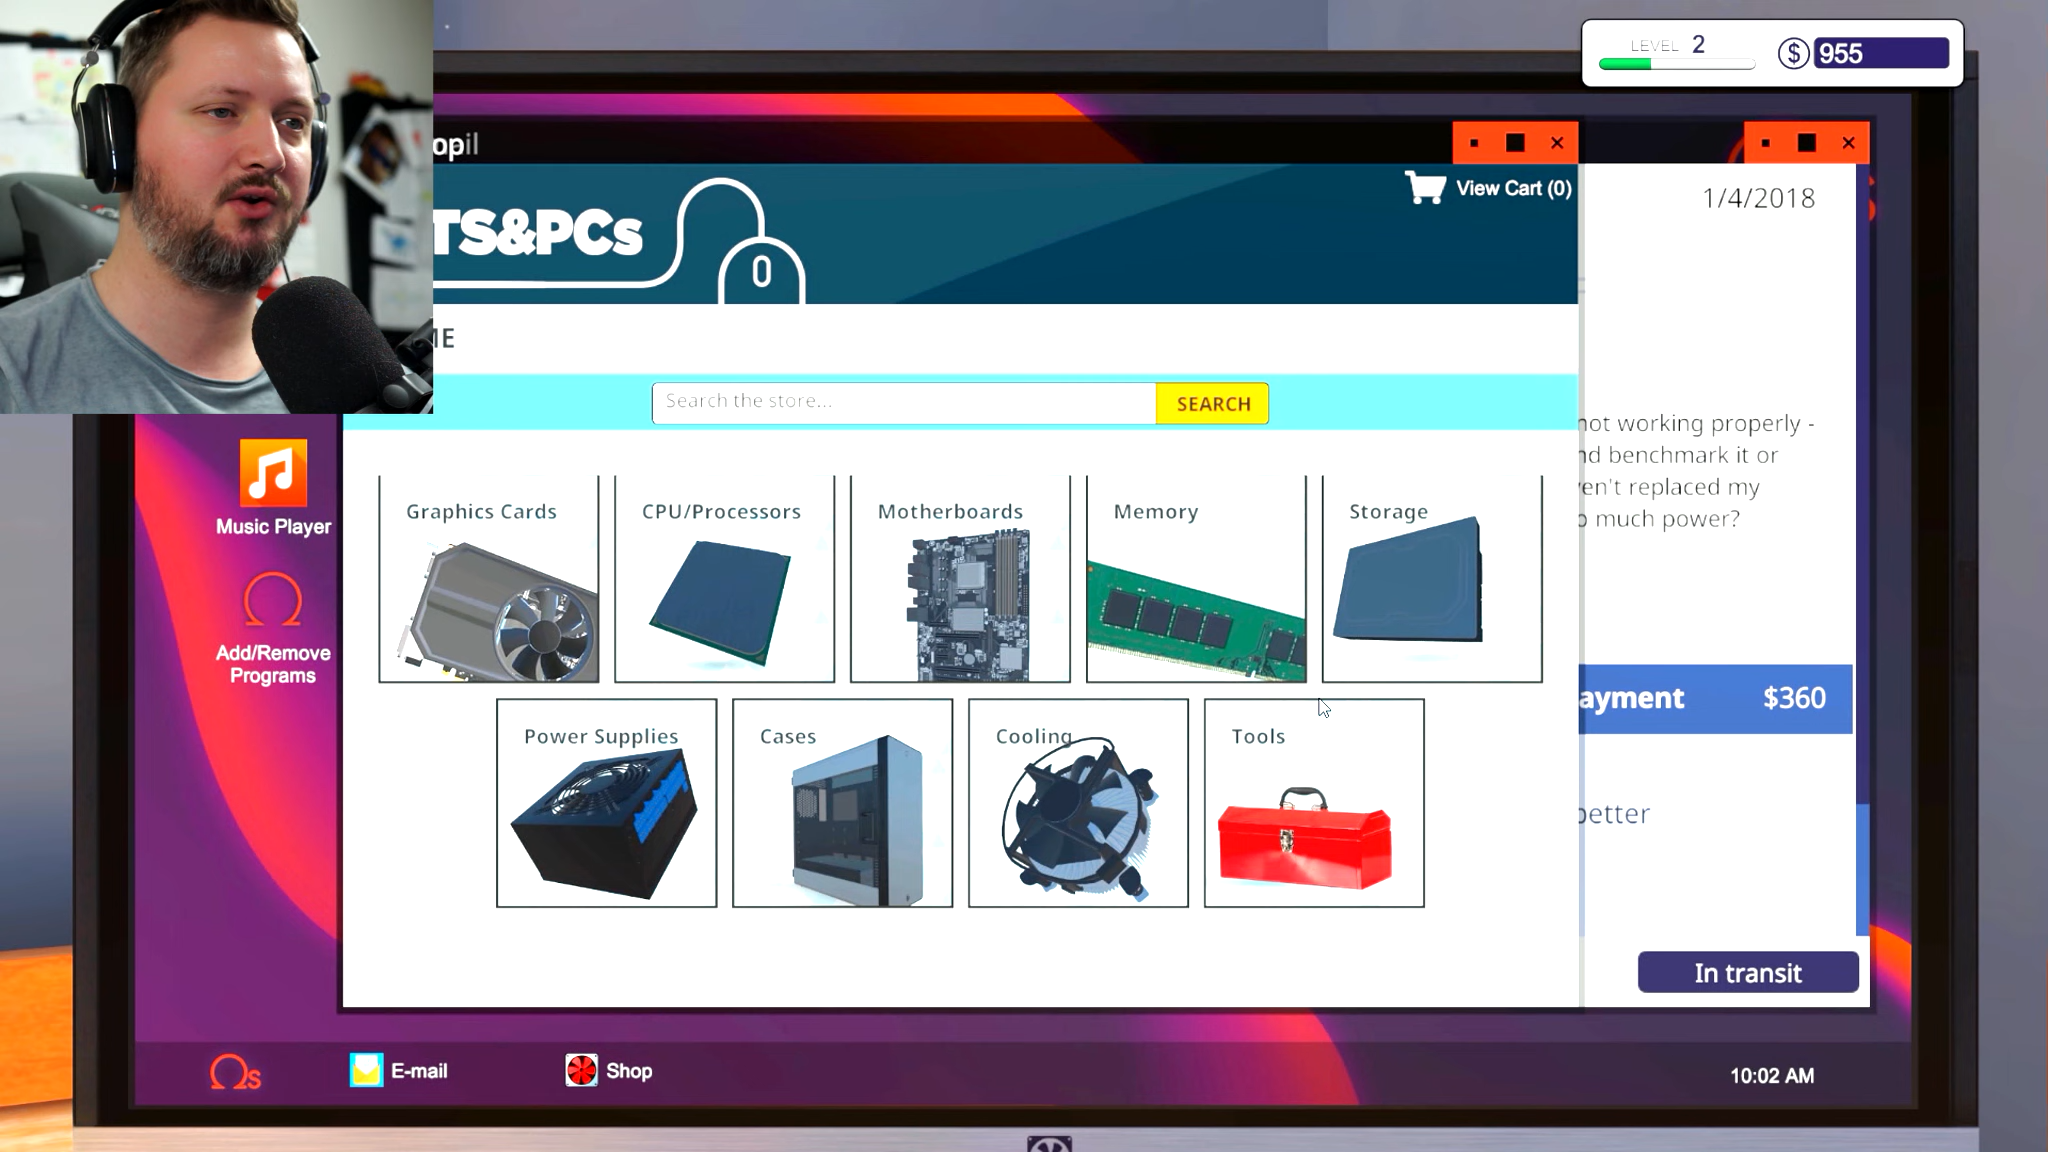 LEVEL 2
$ 955
opil
View Cart (0)
1/4/2018
TS&PCs
ME
Search the store...
SEARCH
not working properly -
nd benchmark it or
en't replaced my
much power?
Music Player
Add/Remove
Programs
Graphics Cards
CPU/Processors
Motherboards
Memory
Storage
ayment $360
Power Supplies
Cases
Cooling
Tools
better
In transit
Ωs
E-mail
Shop
10:02 AM